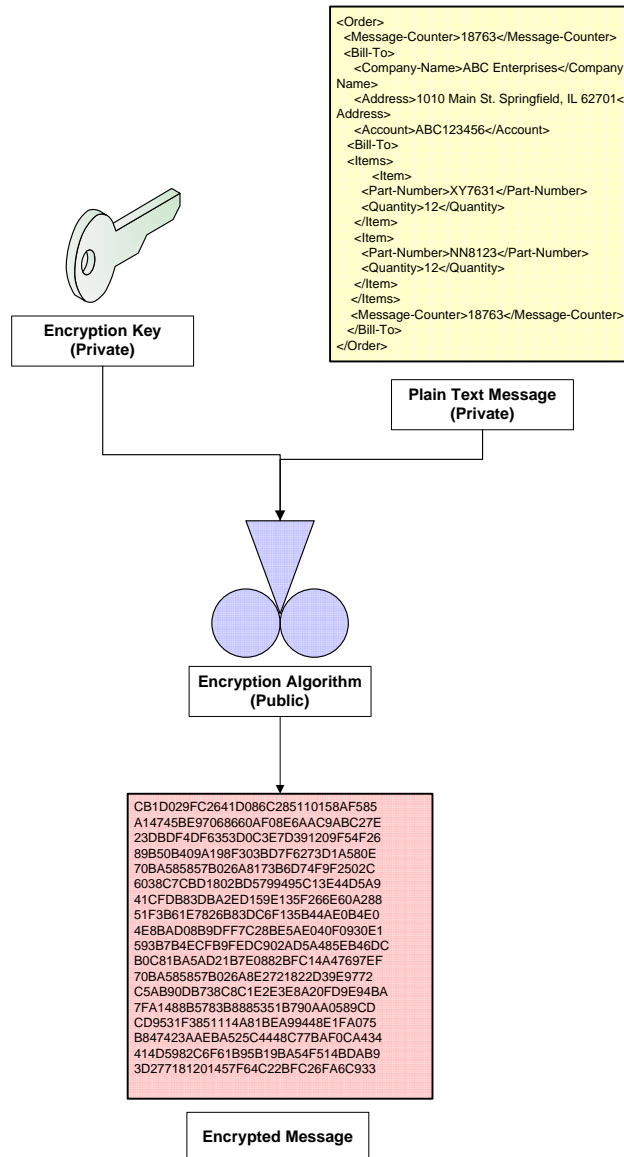 <Order>
<Message-Counter>18763</Message-Counter>
<Bill-To>
<Company-Name>ABC Enterprises</Company
Name>
<Address>1010 Main St. Springfield, IL 62701<
Address>
<Account>ABC123456</Account>
<Bill-To>
<Items>
<Item>
<Part-Number>XY7631</Part-Number>
<Quantity>12</Quantity>
</Item>
<Item>
<Part-Number>NN8123</Part-Number>
<Quantity>12</Quantity>
</Item>
</Items>
<Message-Counter>18763</Message-Counter>
</Bill-To>
</Order>
Encryption Key
(Private)
Plain Text Message
(Private)
Encryption Algorithm
(Public)
CB1D029FC2641D086C285110158AF585
A14745BE97068660AF08E6AAC9ABC27E
23DBDF4DF6353D0C3E7D391209F54F26
89B50B409A198F303BD7F6273D1A580E
70BA585857B026A8173B6D74F9F2502C
6038C7CBD1802BD5799495C13E44D5A9
41CFDB83DBA2ED159E135F266E60A288
51F3B61E7826B83DC6F135B44AE0B4E0
4E8BAD08B9DFF7C28BE5AE040F0930E1
593B7B4ECFB9FEDC902AD5A485EB46DC
B0C81BA5AD21B7E0882BFC14A47697EF
70BA585857B026A8E2721822D39E9772
C5AB90DB738C8C1E2E3E8A20FD9E94BA
7FA1488B5783B8885351B790AA0589CD
CD9531F3851114A81BEA99448E1FA075
B847423AAEBA525C4448C77BAF0CA434
414D5982C6F61B95B19BA54F514BDAB9
3D277181201457F64C22BFC26FA6C933
Encrypted Message